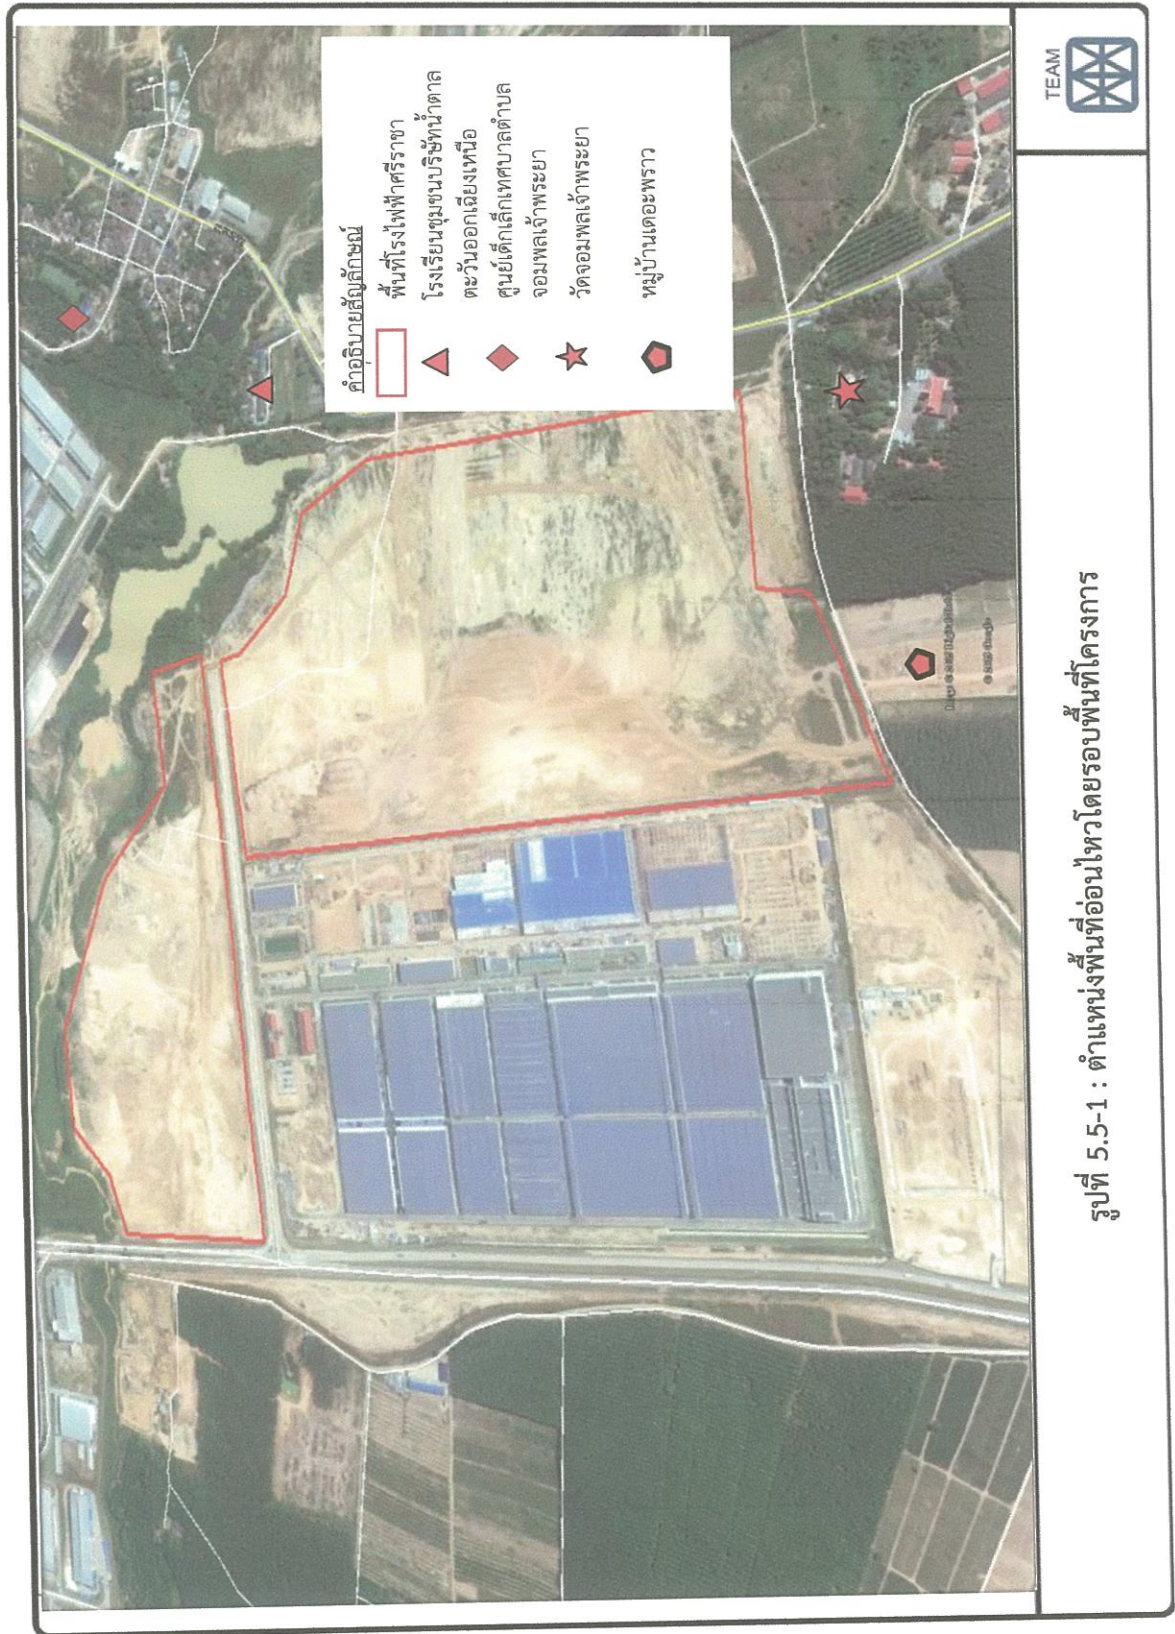 คำอธิบายสัญลักษณ์
พื้นที่โรงไฟฟ้าศรีราชา
โรงเรียนชุมชนบริษัทน้ำตาล
ตะวันออกเฉียงเหนือ
ศูนย์เด็กเล็กเทศบาลตำบล
จอมพลเจ้าพระยา
วัดจอมพลเจ้าพระยา
หมู่บ้านเดอะพราว
รูปที่ 5.5-1 : ตำแหน่งพื้นที่อ่อนไหวโดยรอบพื้นที่โครงการ
TEAM